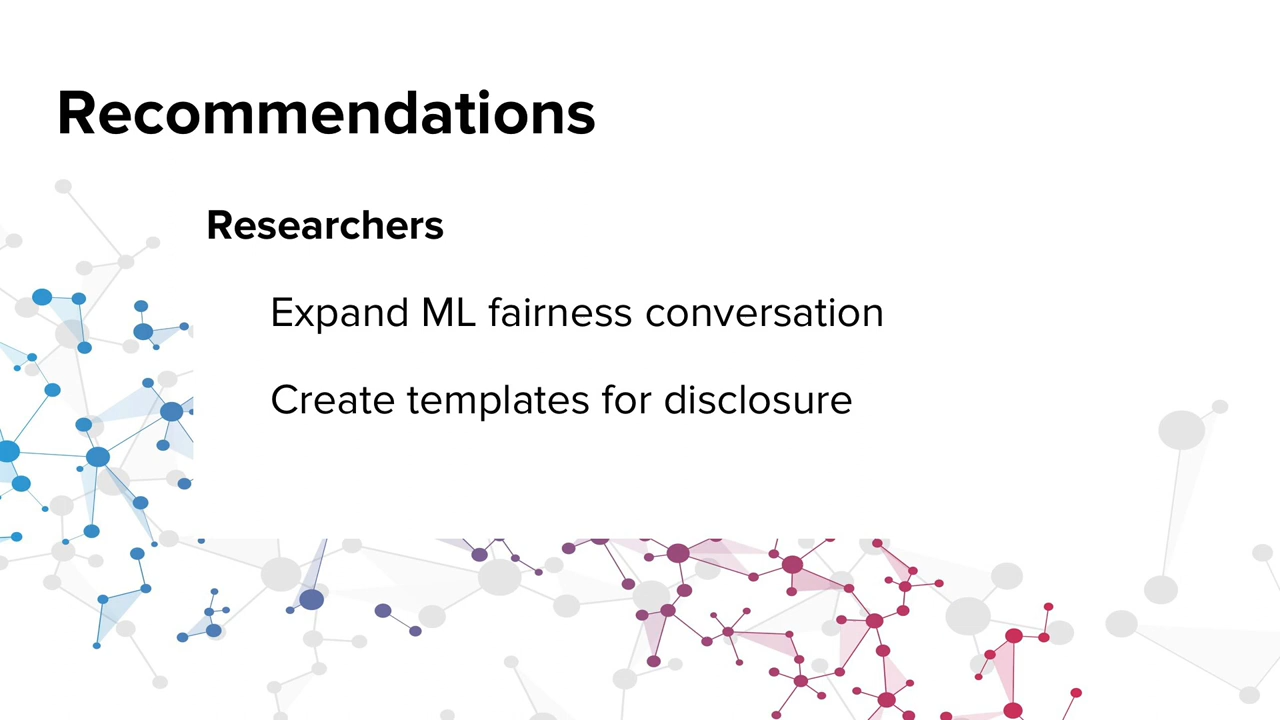 Recommendations
Researchers
Expand ML fairness conversation
Create templates for disclosure